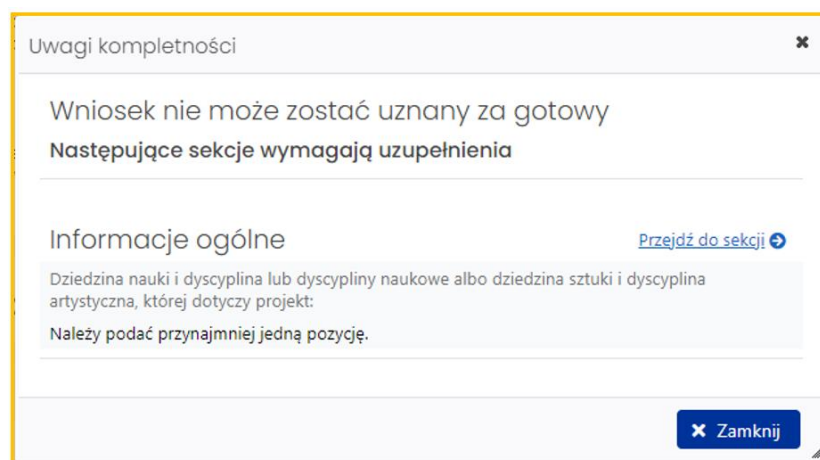 Uwagi kompletności
Wniosek nie może zostać uznany za gotowy
Następujące sekcje wymagają uzupełnienia
Informacje ogólne
Przejdź do sekcji
Dziedzina nauki i dyscyplina lub dyscypliny naukowe albo dziedzina sztuki i dyscyplina
artystyczna, której dotyczy projekt:
Należy podać przynajmniej jedną pozycję.
Zamknij